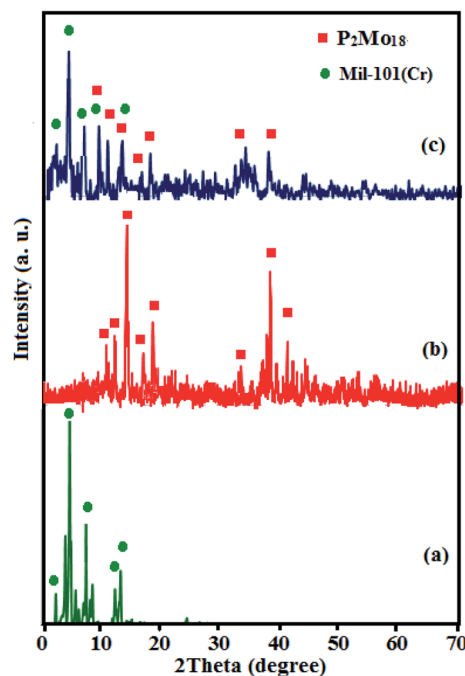 P₂Mo₁₈
Mil-101(Cr)
(c)
(b)
(a)
Intensity (a. u.)
0 10 20 30 40 50 60 70
2Theta (degree)